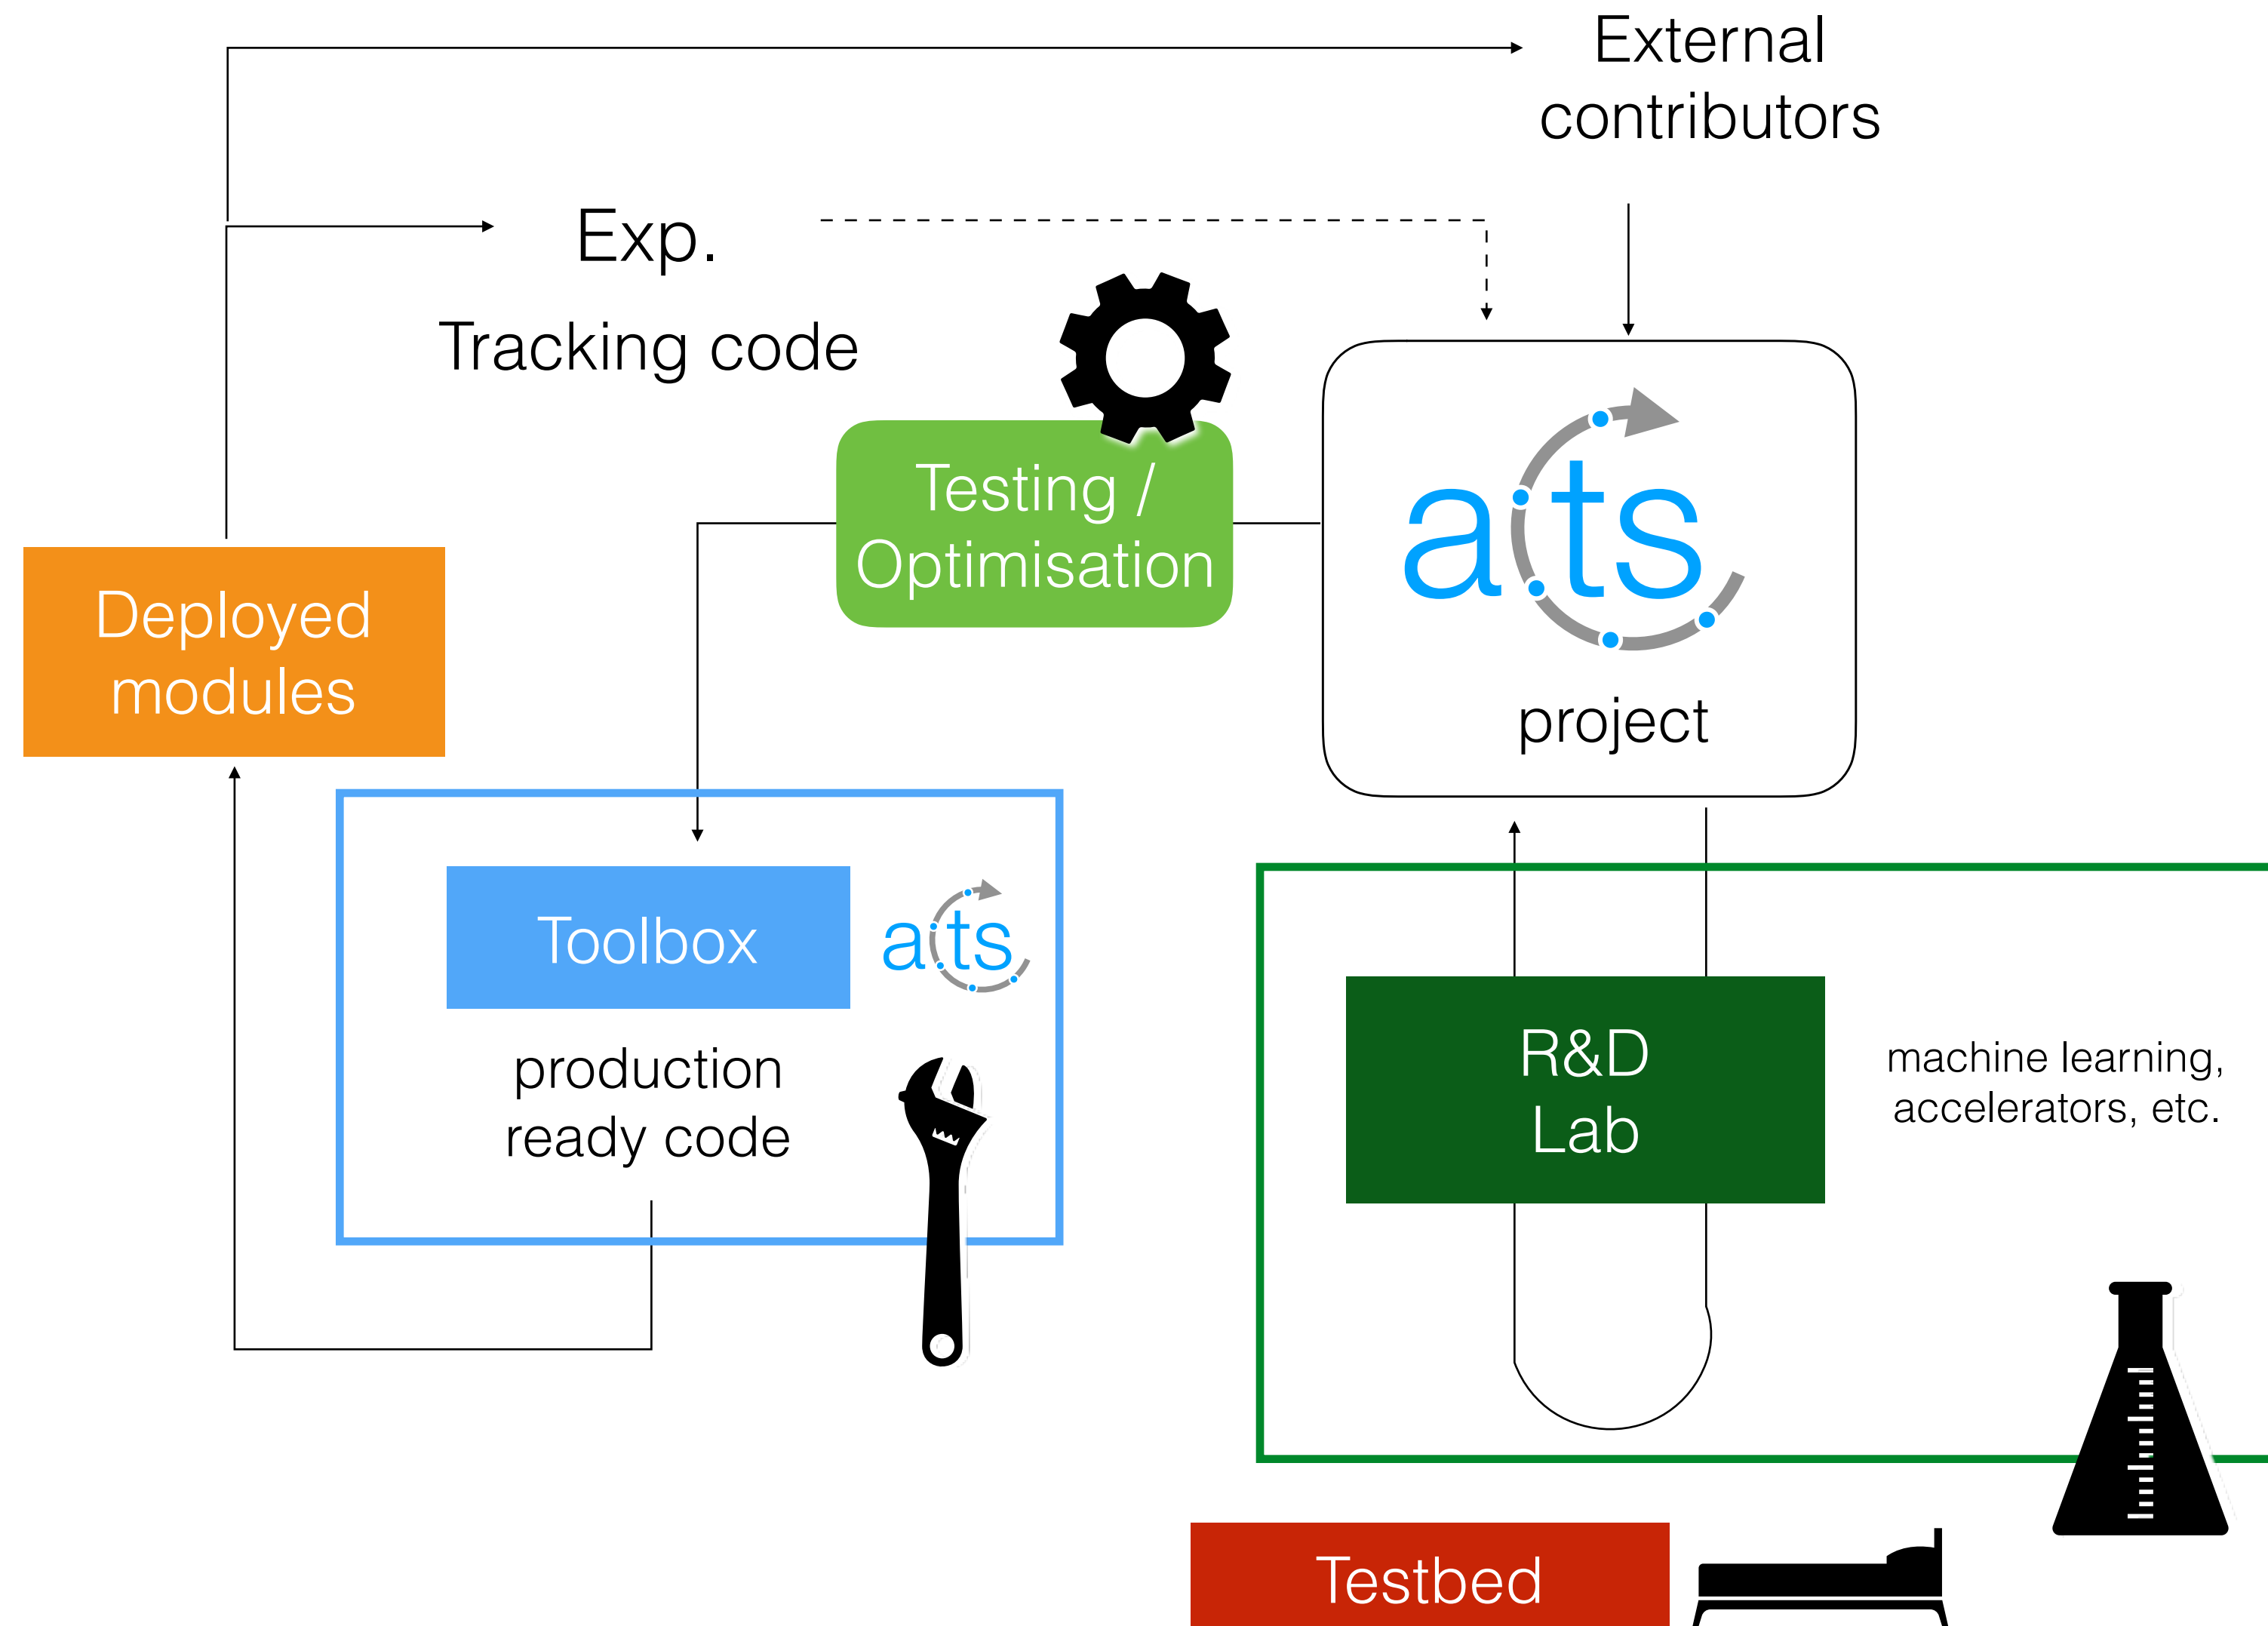 External
contributors
Exp.
Tracking code
Testing /
Optimisation
acts
project
Deployed
modules
Toolbox
acts
production
ready code
R&D
Lab
machine learning,
accelerators, etc.
Testbed